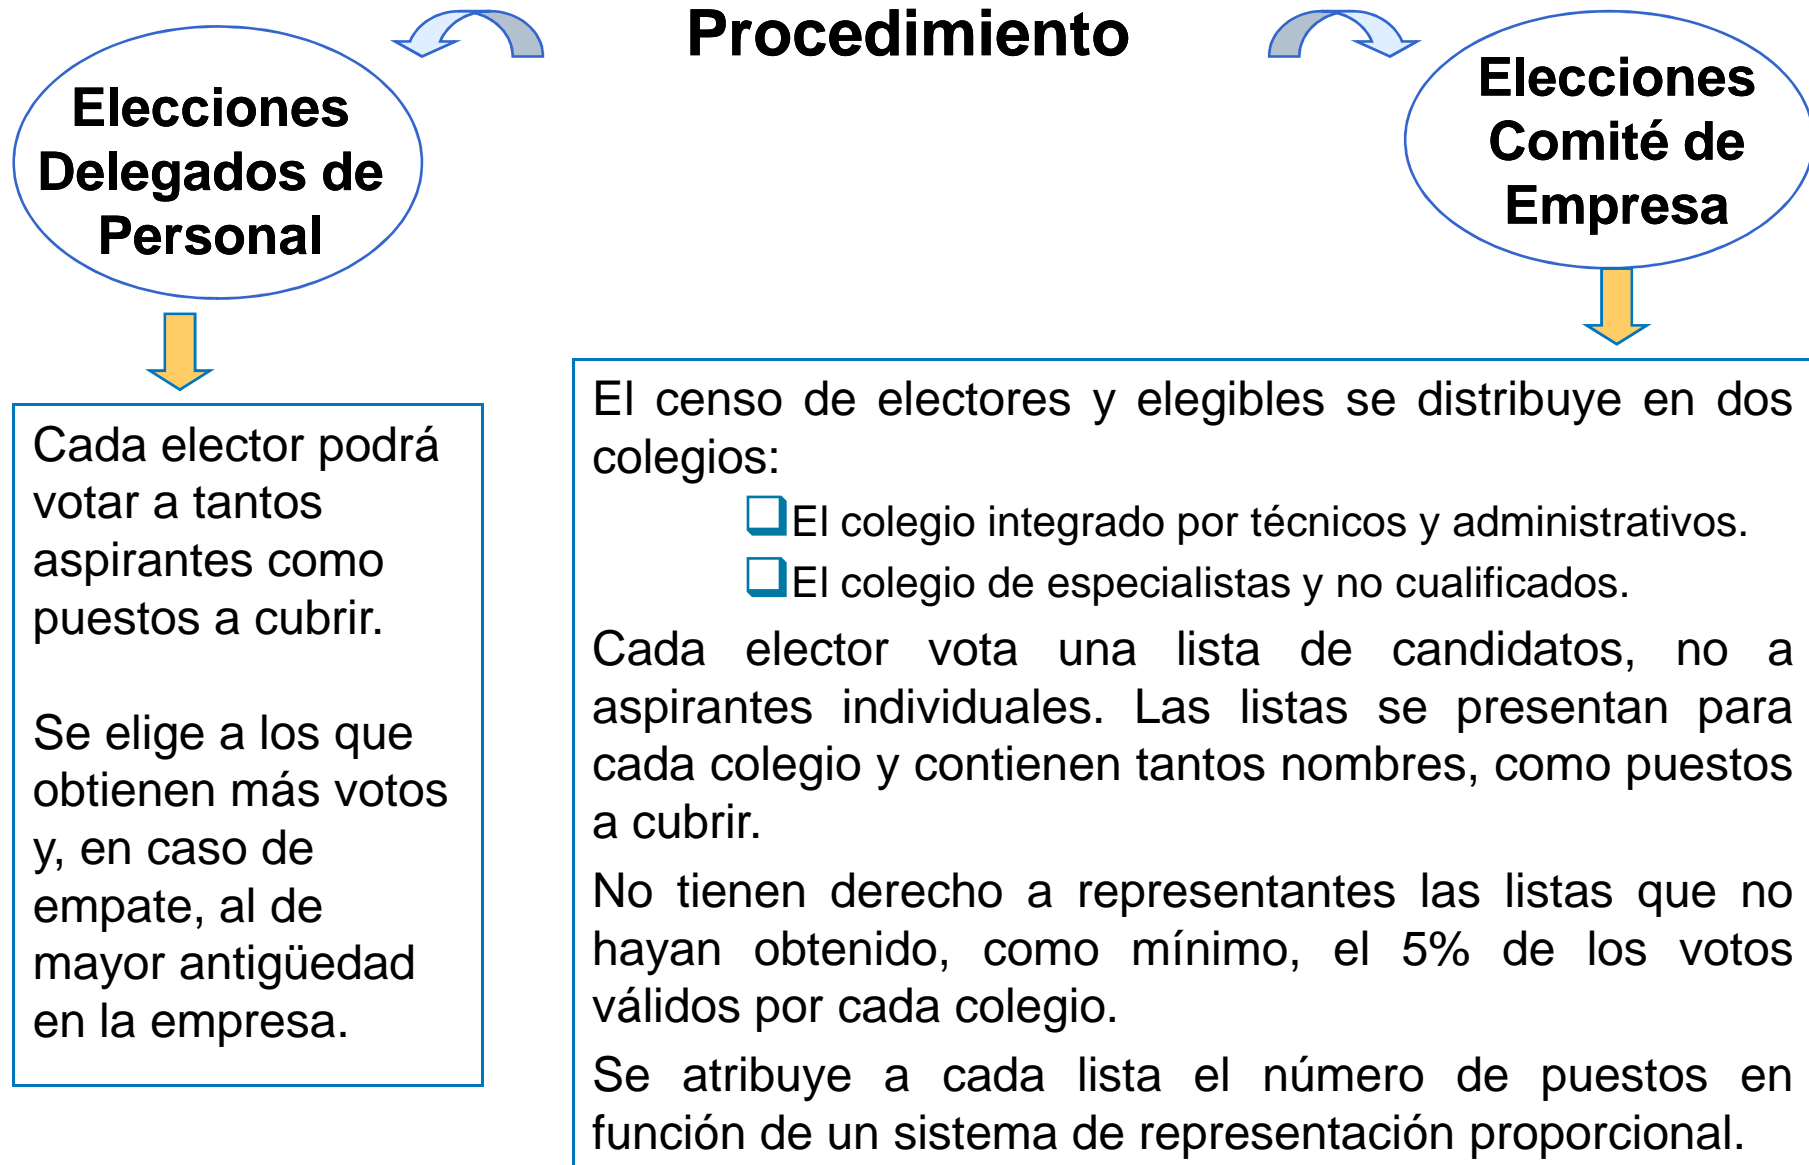 Procedimiento
Elecciones
Delegados de
Personal
Cada elector podrá
votar a tantos
aspirantes como
puestos a cubrir.
Se elige a los que
obtienen más votos
y, en caso de
empate, al de
mayor antigüedad
en la empresa.
Elecciones
Comité de
Empresa
El censo de electores y elegibles se distribuye en dos
colegios:
El colegio integrado por técnicos y administrativos.
El colegio de especialistas y no cualificados.
Cada elector vota una lista de candidatos, no a
aspirantes individuales. Las listas se presentan para
cada colegio y contienen tantos nombres, como puestos
a cubrir.
No tienen derecho a representantes las listas que no
hayan obtenido, como mínimo, el 5% de los votos
válidos por cada colegio.
Se atribuye a cada lista el número de puestos en
función de un sistema de representación proporcional.